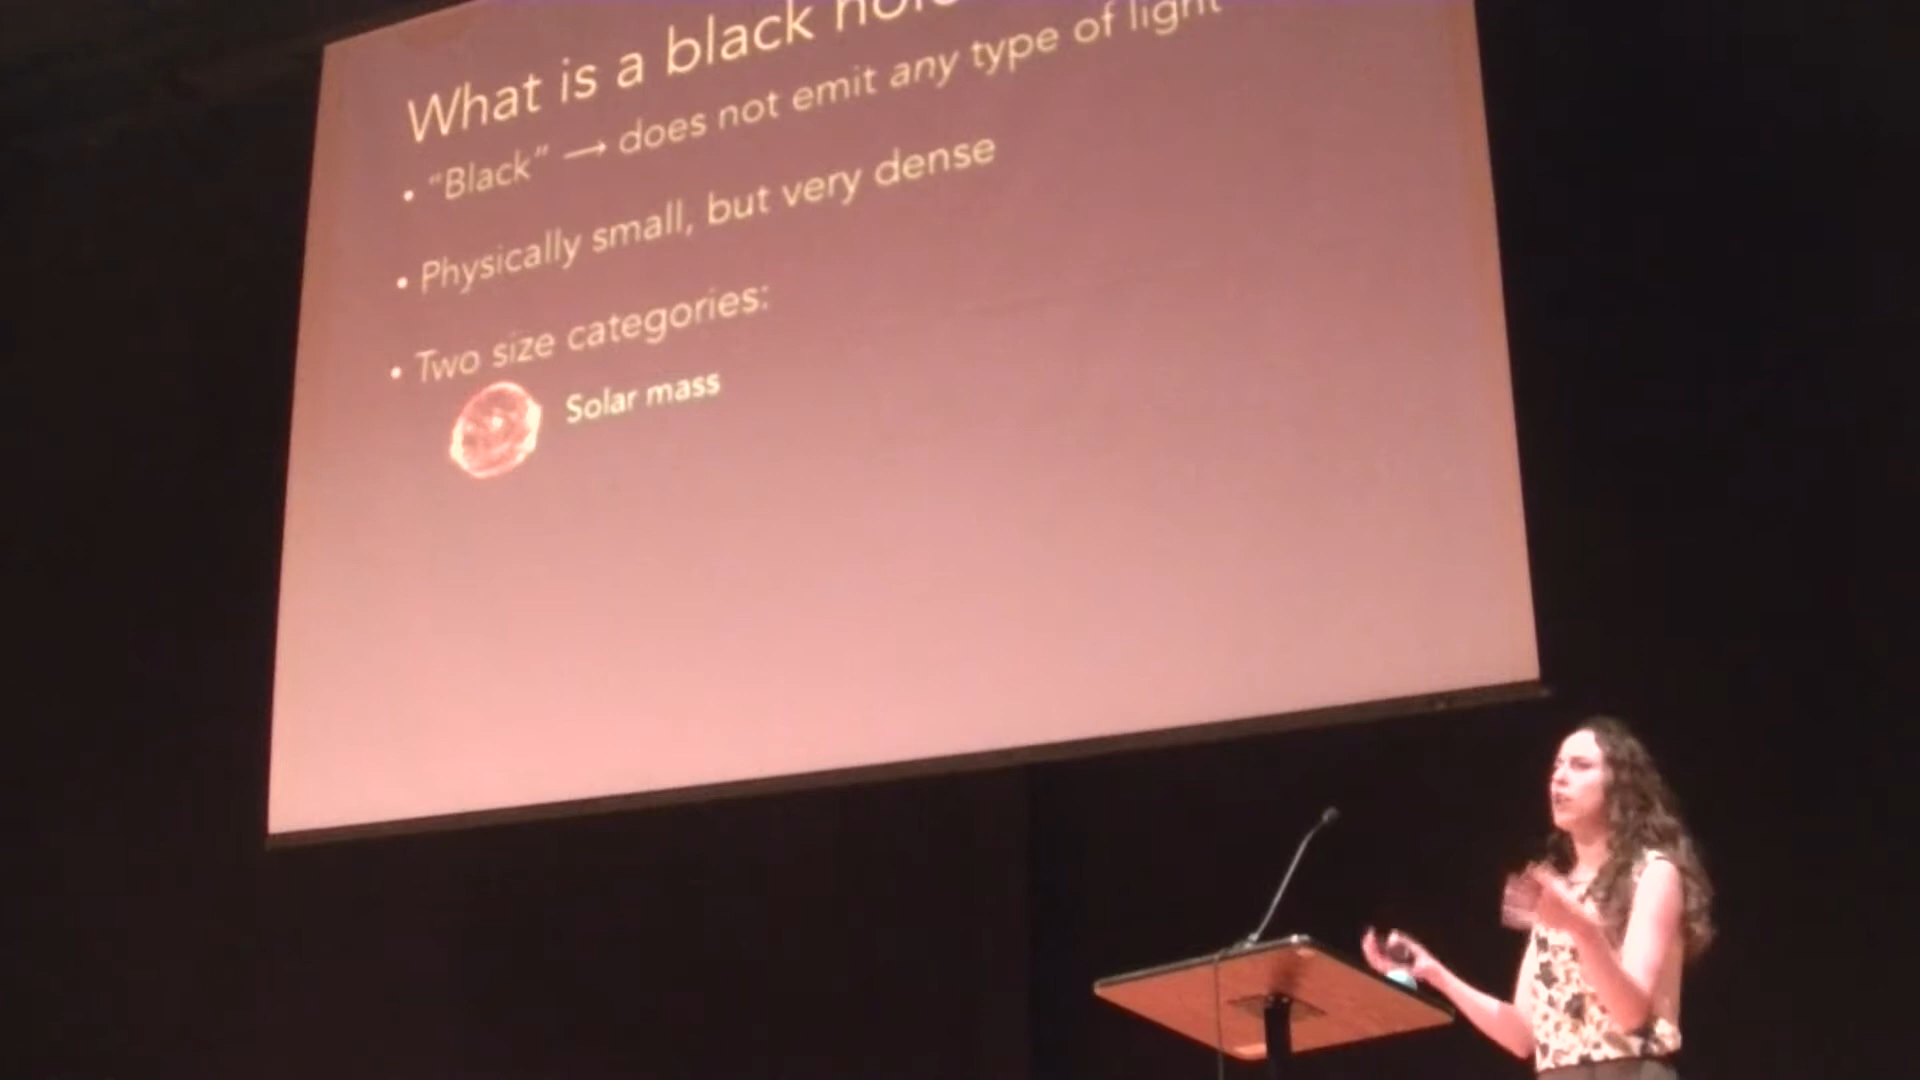 What is a black hole
• “Black” → does not emit any type of light
• Physically small, but very dense
• Two size categories:
Solar mass